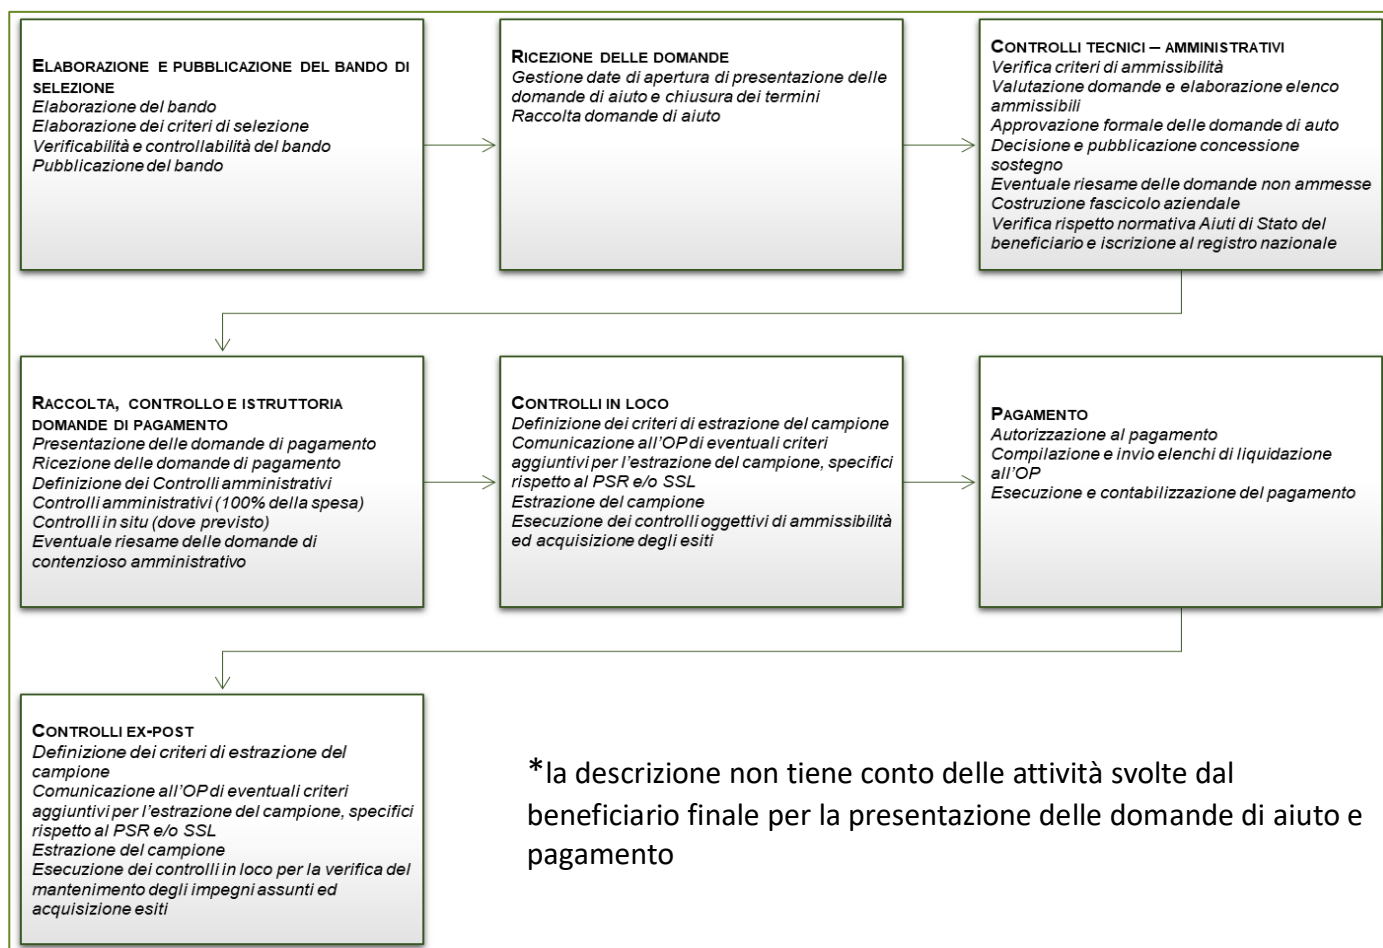 ELABORAZIONE E PUBBLICAZIONE DEL BANDO DI
SELEZIONE
Elaborazione del bando
Elaborazione dei criteri di selezione
Verificabilità e controllabilità del bando
Pubblicazione del bando
RICEZIONE DELLE DOMANDE
Gestione date di apertura di presentazione delle
domande di aiuto e chiusura dei termini
Raccolta domande di aiuto
CONTROLLI TECNICI – AMMINISTRATIVI
Verifica criteri di ammissibilità
Valutazione domande e elaborazione elenco
ammissibili
Approvazione formale delle domande di auto
Decisione e pubblicazione concessione
sostegno
Eventuale riesame delle domande non ammesse
Costruzione fascicolo aziendale
Verifica rispetto normativa Aiuti di Stato del
beneficiario e iscrizione al registro nazionale
RACCOLTA, CONTROLLO E ISTRUTTORIA
DOMANDE DI PAGAMENTO
Presentazione delle domande di pagamento
Ricezione delle domande di pagamento
Definizione dei Controlli amministrativi
Controlli amministrativi (100% della spesa)
Controlli in situ (dove previsto)
Eventuale riesame delle domande di
contenzioso amministrativo
CONTROLLI IN LOCO
Definizione dei criteri di estrazione del campione
Comunicazione all'OP di eventuali criteri
aggiuntivi per l'estrazione del campione, specifici
rispetto al PSR e/o SSL
Estrazione del campione
Esecuzione dei controlli oggettivi di ammissibilità
ed acquisizione degli esiti
PAGAMENTO
Autorizzazione al pagamento
Compilazione e invio elenchi di liquidazione
all'OP
Esecuzione e contabilizzazione del pagamento
CONTROLLI EX-POST
Definizione dei criteri di estrazione del
campione
Comunicazione all'OP di eventuali criteri
aggiuntivi per l'estrazione del campione, specifici
rispetto al PSR e/o SSL
Estrazione del campione
Esecuzione dei controlli in loco per la verifica del
mantenimento degli impegni assunti ed
acquisizione esiti
*la descrizione non tiene conto delle attività svolte dal
beneficiario finale per la presentazione delle domande di aiuto e
pagamento